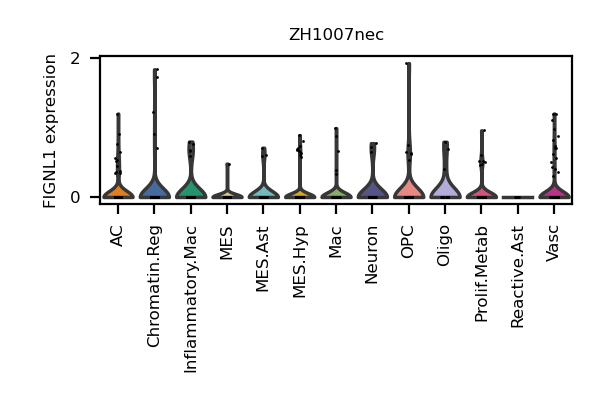 ZH1007nec
FIGNL1 expression
2
0
AC
Chromatin.Reg
Inflammatory.Mac
MES
MES.Ast
MES.Hyp
Mac
Neuron
OPC
Oligo
Prolif.Metab
Reactive.Ast
Vasc